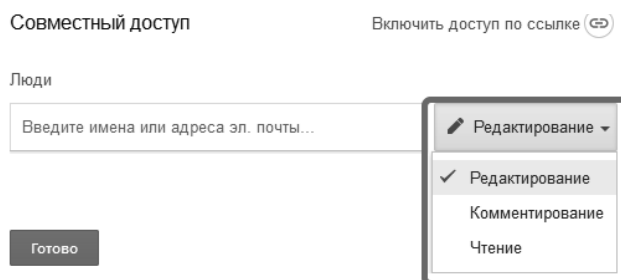 Совместный доступ
Включить доступ по ссылке
Люди
Введите имена или адреса эл. почты...
Редактирование
Редактирование
Комментирование
Чтение
Готово